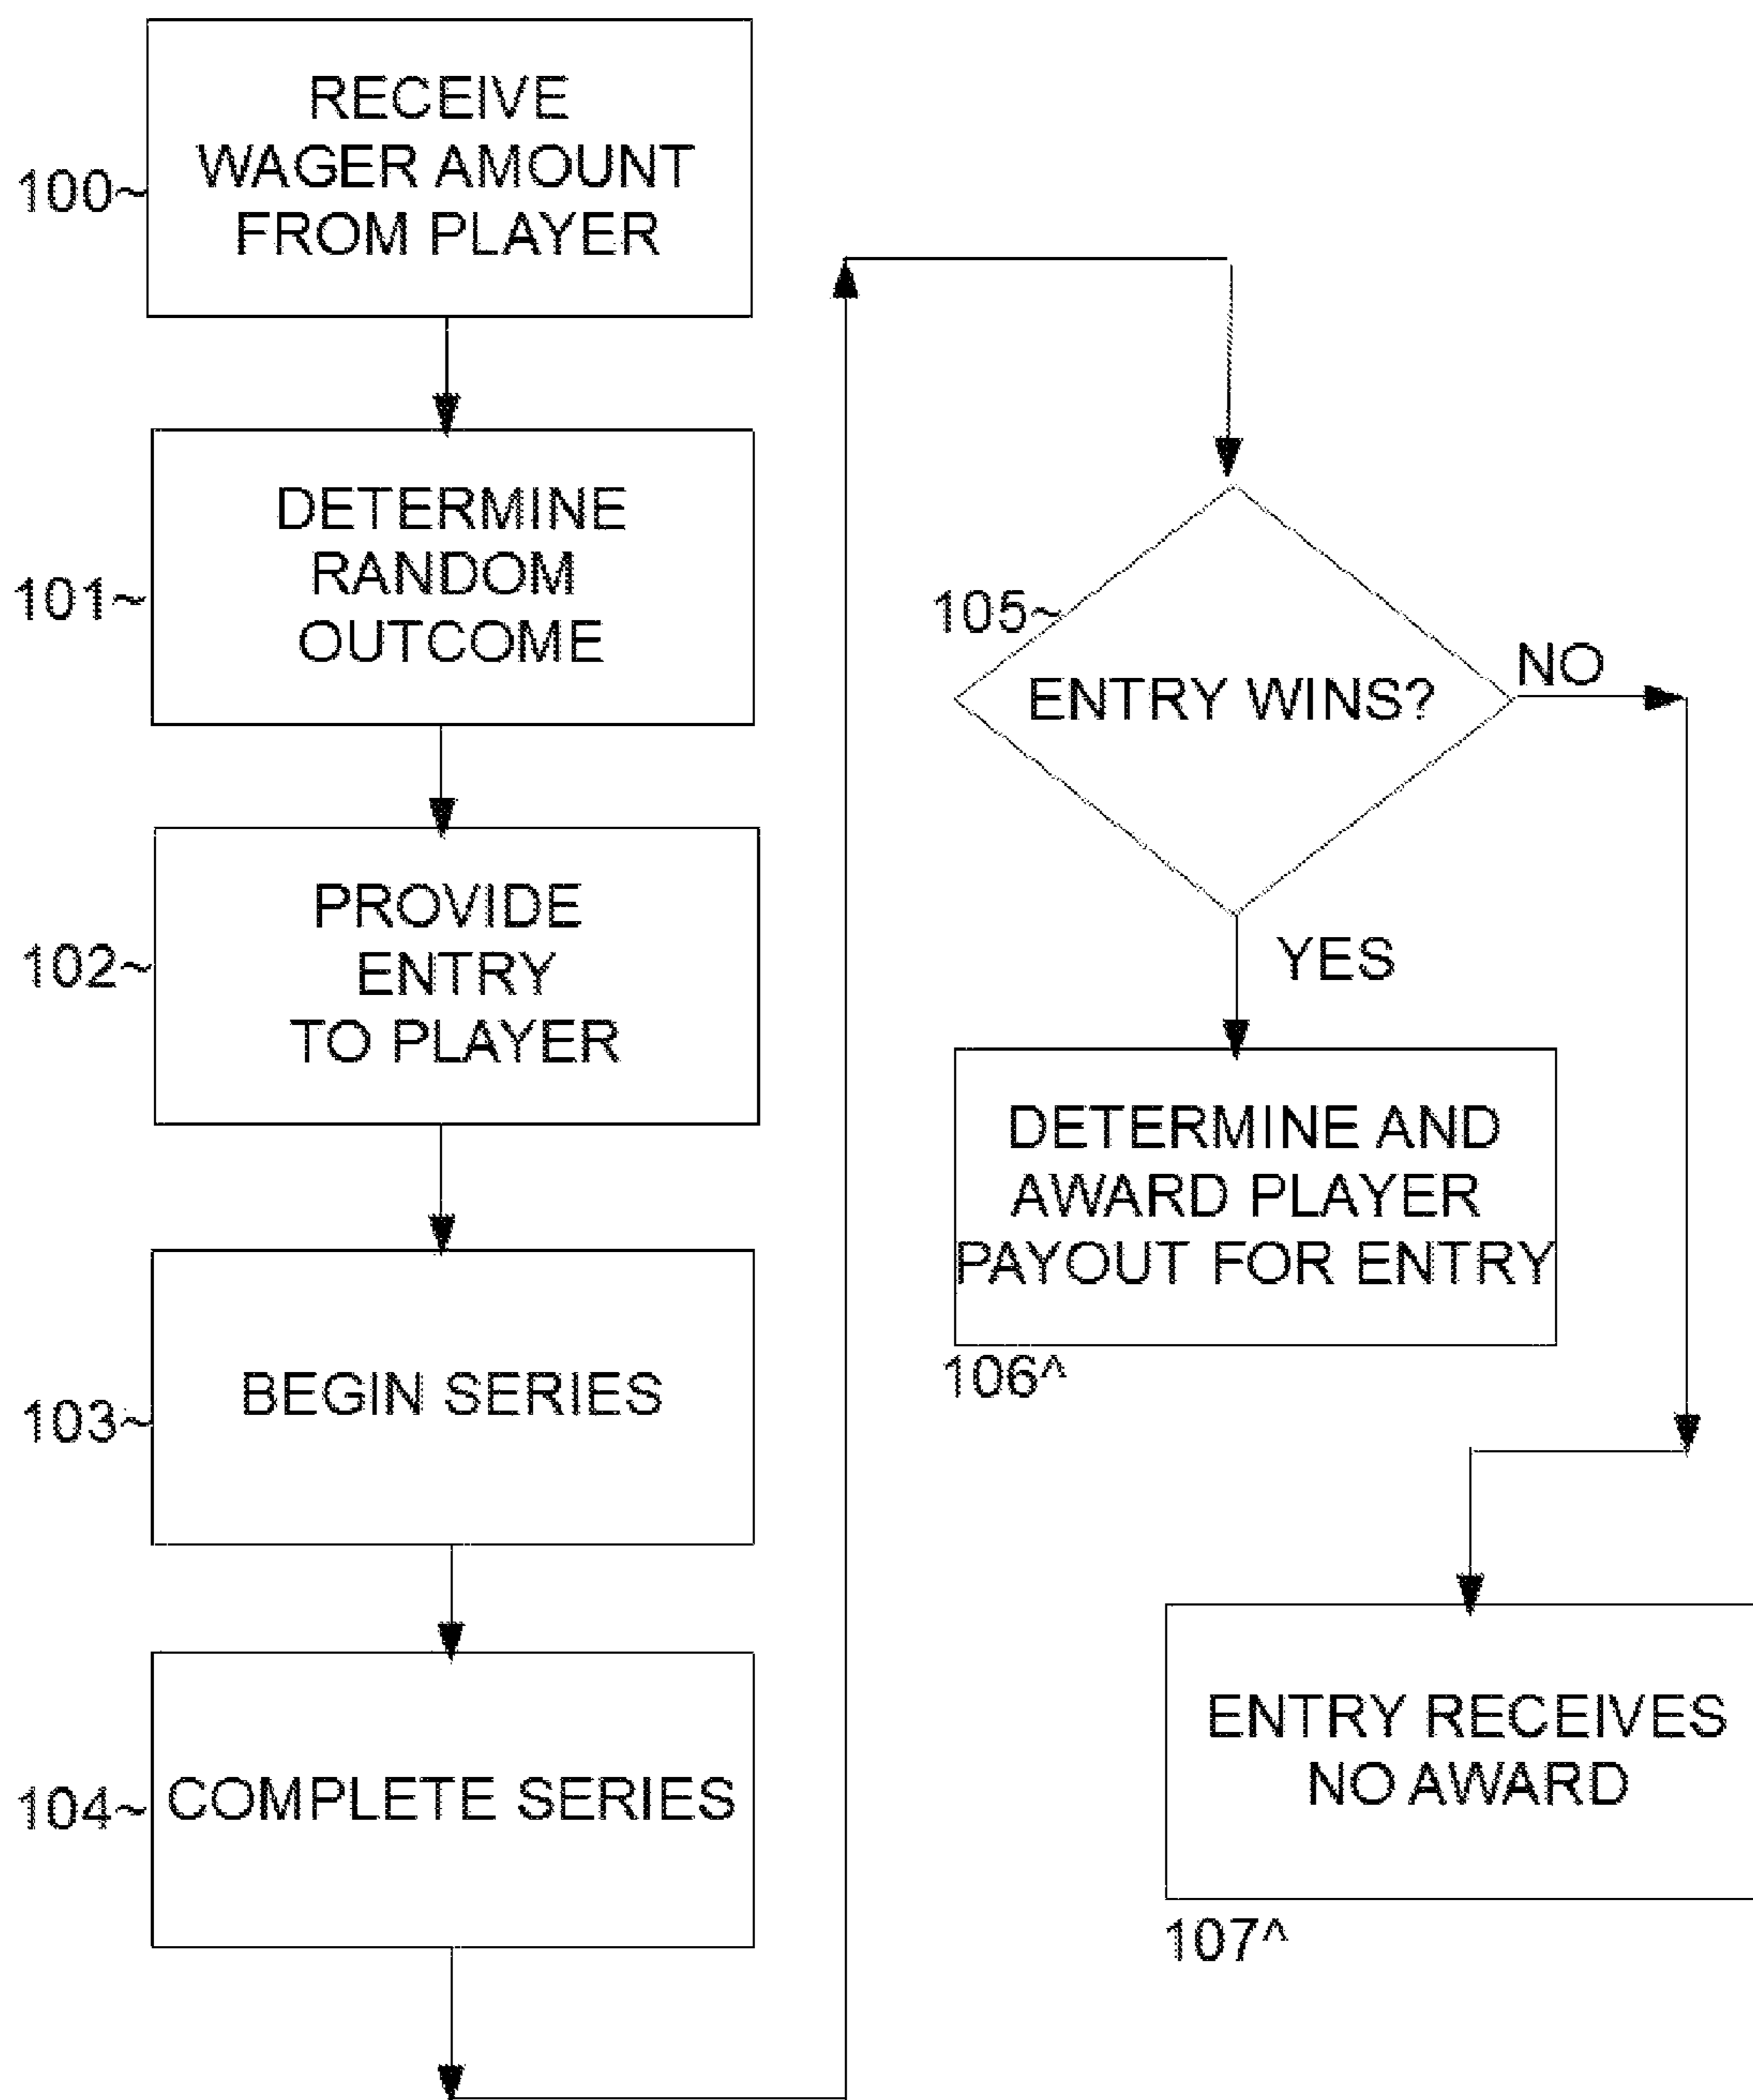 RECEIVE
WAGER AMOUNT
FROM PLAYER
100~
DETERMINE
RANDOM
OUTCOME
101~
PROVIDE
ENTRY
TO PLAYER
102~
BEGIN SERIES
103~
COMPLETE SERIES
104~
105~
ENTRY WINS?
NO
YES
DETERMINE AND
AWARD PLAYER
PAYOUT FOR ENTRY
106^
ENTRY RECEIVES
NO AWARD
107^